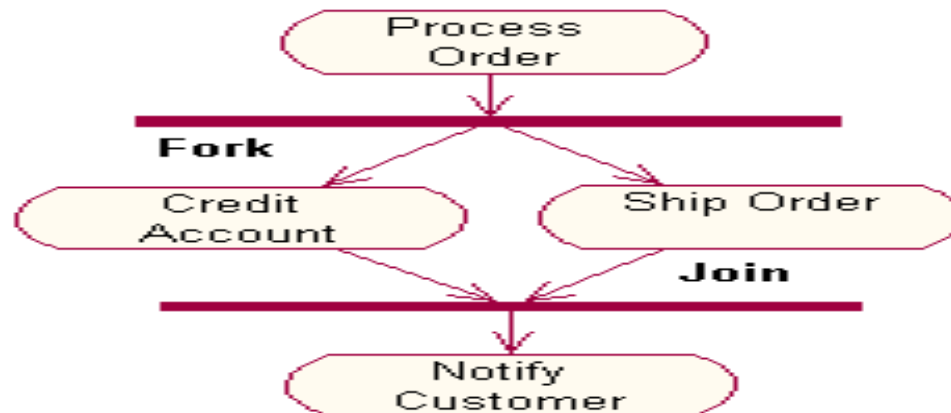 Process
Order
Fork
Credit
Account
Ship Order
Join
Notify
Customer